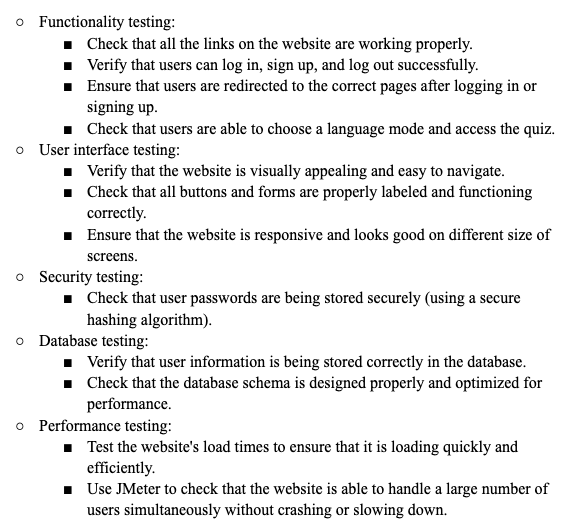 ○ Functionality testing:
■ Check that all the links on the website are working properly.
■ Verify that users can log in, sign up, and log out successfully.
■ Ensure that users are redirected to the correct pages after logging in or
signing up.
■ Check that users are able to choose a language mode and access the quiz.
○ User interface testing:
■ Verify that the website is visually appealing and easy to navigate.
■ Check that all buttons and forms are properly labeled and functioning
correctly.
■ Ensure that the website is responsive and looks good on different size of
screens.
○ Security testing:
■ Check that user passwords are being stored securely (using a secure
hashing algorithm).
○ Database testing:
■ Verify that user information is being stored correctly in the database.
■ Check that the database schema is designed properly and optimized for
performance.
○ Performance testing:
■ Test the website's load times to ensure that it is loading quickly and
efficiently.
■ Use JMeter to check that the website is able to handle a large number of
users simultaneously without crashing or slowing down.